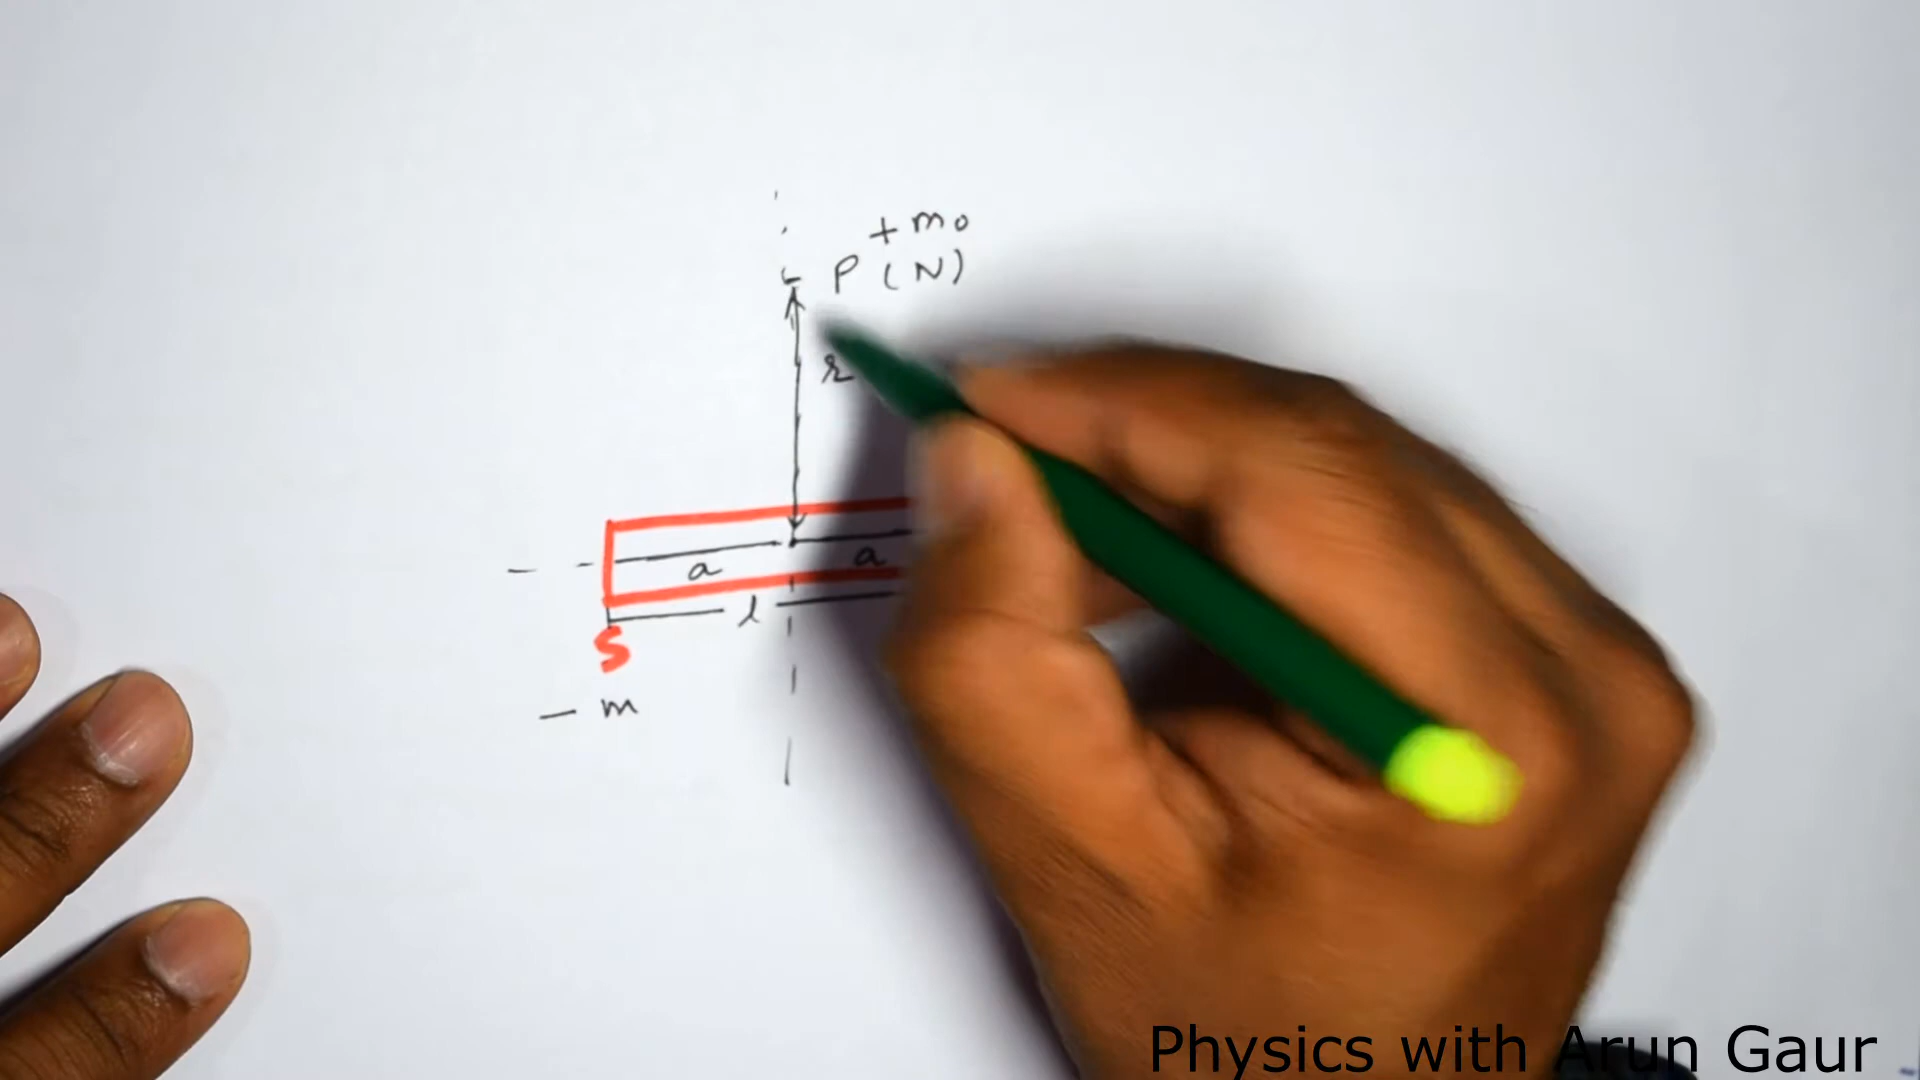 +m₀
P (N)
r
a a
l
S
– m
Physics with Arun Gaur